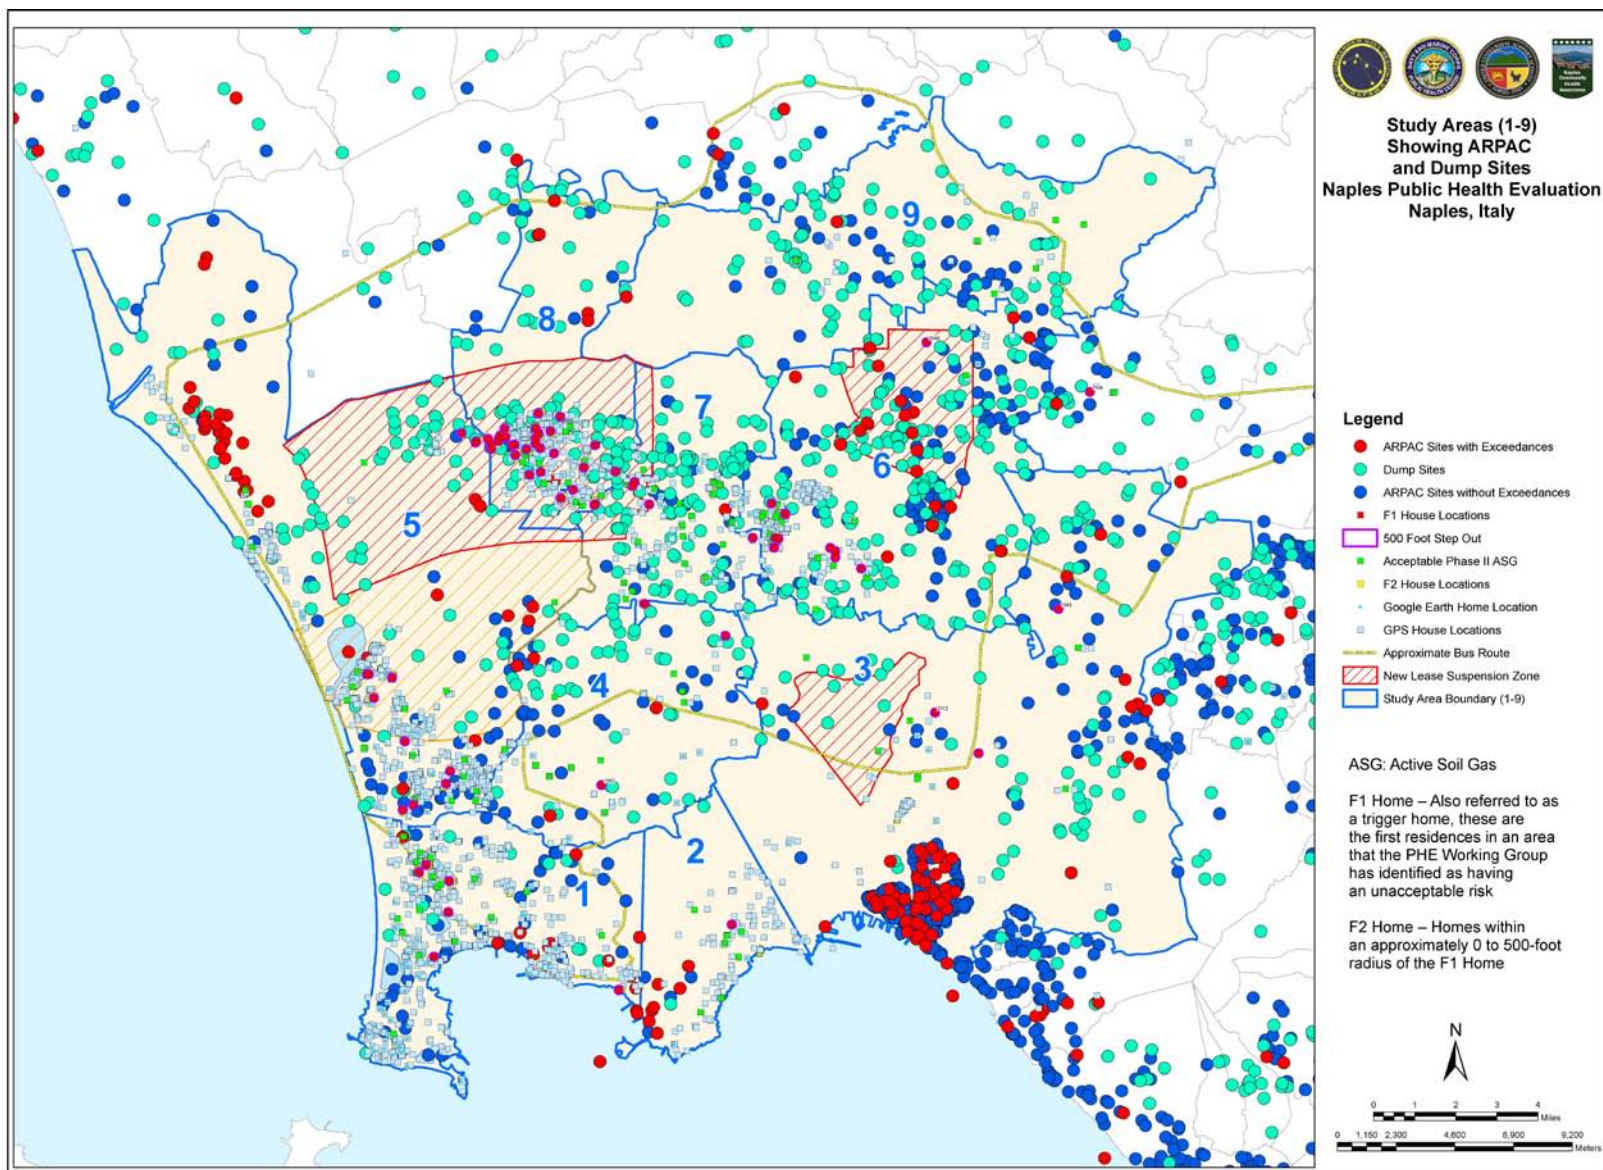 Study Areas (1-9)
Showing ARPAC
and Dump Sites
Naples Public Health Evaluation
Naples, Italy
9
8
7
6
5
4
3
2
1
Legend
ARPAC Sites with Exceedances
Dump Sites
ARPAC Sites without Exceedances
F1 House Locations
500 Foot Step Out
Acceptable Phase II ASG
F2 House Locations
Google Earth Home Location
GPS House Locations
Approximate Bus Route
New Lease Suspension Zone
Study Area Boundary (1-9)
ASG: Active Soil Gas
F1 Home – Also referred to as
a trigger home, these are
the first residences in an area
that the PHE Working Group
has identified as having
an unacceptable risk
F2 Home – Homes within
an approximately 0 to 500-foot
radius of the F1 Home
N
0 1 2 3 4
Miles
0 1,150 2,300 4,600 6,900 9,200
Meters